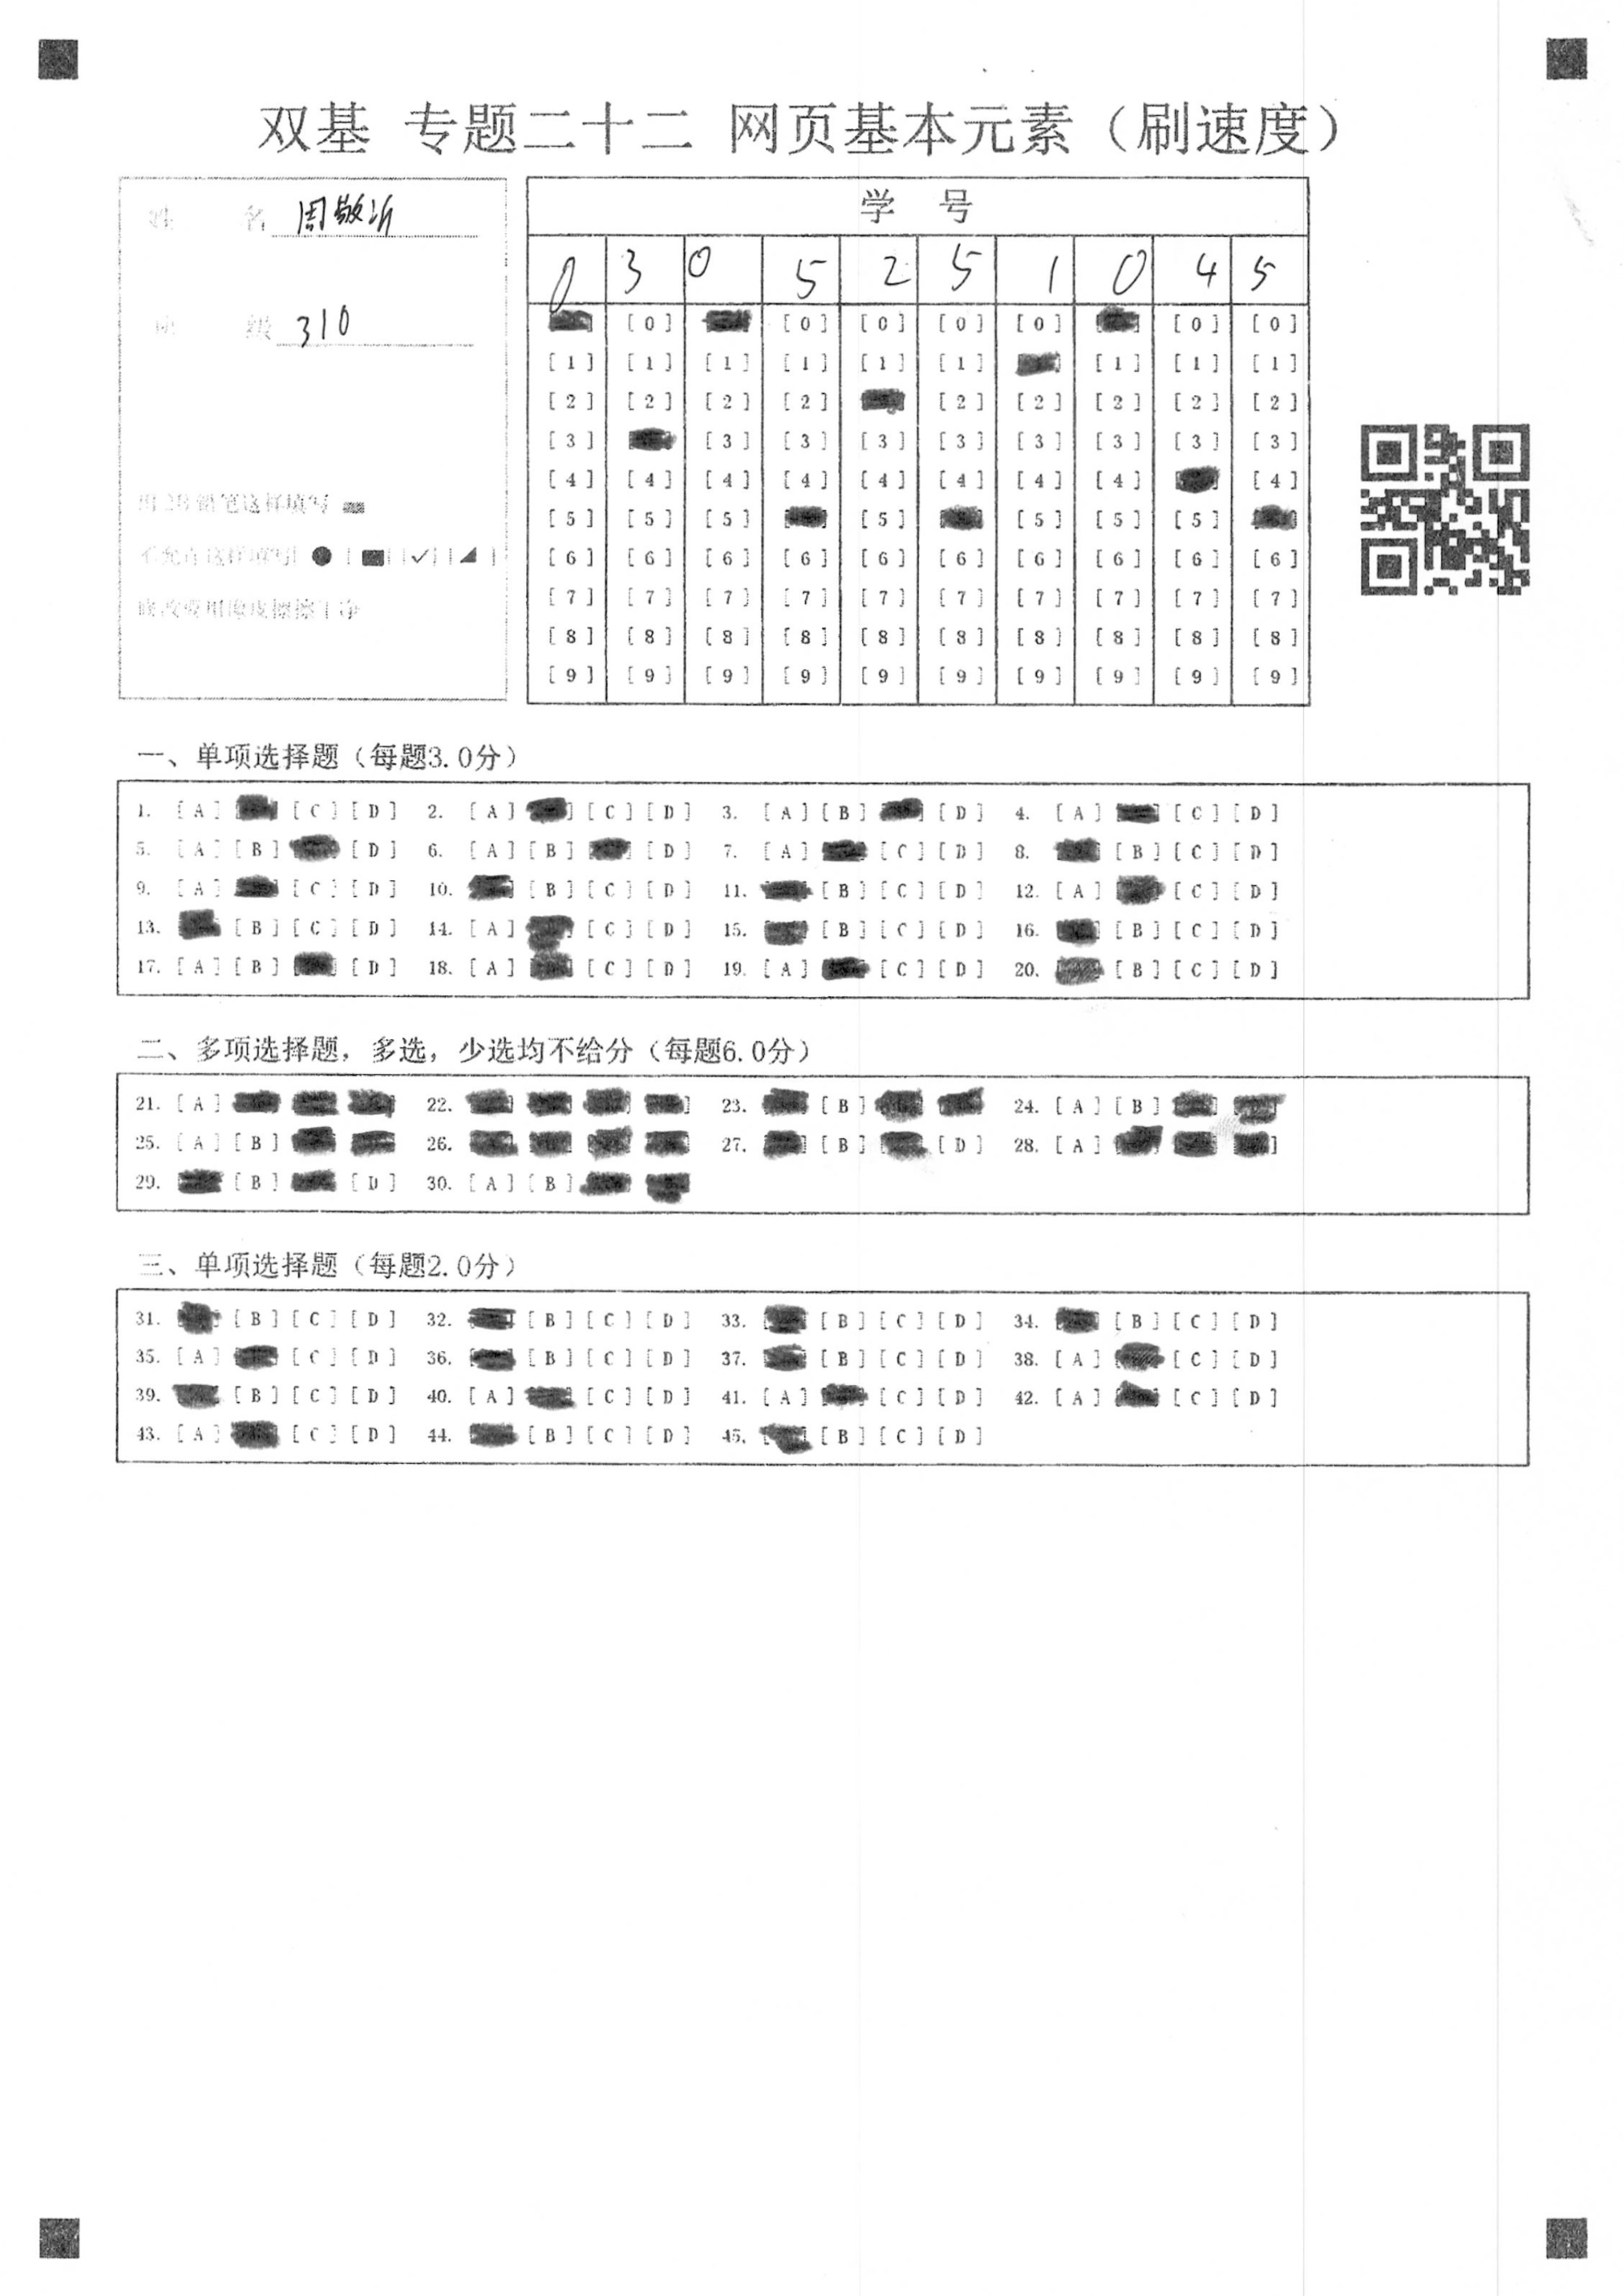 双基 专题二十二 网页基本元素（刷速度）
姓 名 周敬沂
级 310
用2B铅笔这样填写
不允许这样填写
修改要用橡皮擦擦干净
学 号
0 3 0 5 2 5 1 0 4 5
[0] [0] [0] [0] [0] [0] [0]
[1] [1] [1] [1] [1] [1] [1] [1] [1]
[2] [2] [2] [2] [2] [2] [2] [2] [2]
[3] [3] [3] [3] [3] [3] [3] [3] [3]
[4] [4] [4] [4] [4] [4] [4] [4] [4]
[5] [5] [5] [5] [5] [5] [5]
[6] [6] [6] [6] [6] [6] [6] [6] [6] [6]
[7] [7] [7] [7] [7] [7] [7] [7] [7] [7]
[8] [8] [8] [8] [8] [8] [8] [8] [8] [8]
[9] [9] [9] [9] [9] [9] [9] [9] [9] [9]
一、单项选择题（每题3.0分）
1. [A] [C] [D] 2. [A] [C] [D] 3. [A] [B] [D] 4. [A] [C] [D]
5. [A] [B] [D] 6. [A] [B] [D] 7. [A] [C] [D] 8. [B] [C] [D]
9. [A] [C] [D] 10. [B] [C] [D] 11. [B] [C] [D] 12. [A] [C] [D]
13. [B] [C] [D] 14. [A] [C] [D] 15. [B] [C] [D] 16. [B] [C] [D]
17. [A] [B] [D] 18. [A] [C] [D] 19. [A] [C] [D] 20. [B] [C] [D]
二、多项选择题，多选，少选均不给分（每题6.0分）
21. [A] 22. 23. [B] 24. [A] [B]
25. [A] [B] 26. 27. [B] [D] 28. [A]
29. [B] [D] 30. [A] [B]
三、单项选择题（每题2.0分）
31. [B] [C] [D] 32. [B] [C] [D] 33. [B] [C] [D] 34. [B] [C] [D]
35. [A] [C] [D] 36. [B] [C] [D] 37. [B] [C] [D] 38. [A] [C] [D]
39. [B] [C] [D] 40. [A] [C] [D] 41. [A] [C] [D] 42. [A] [C] [D]
43. [A] [C] [D] 44. [B] [C] [D] 45. [B] [C] [D]